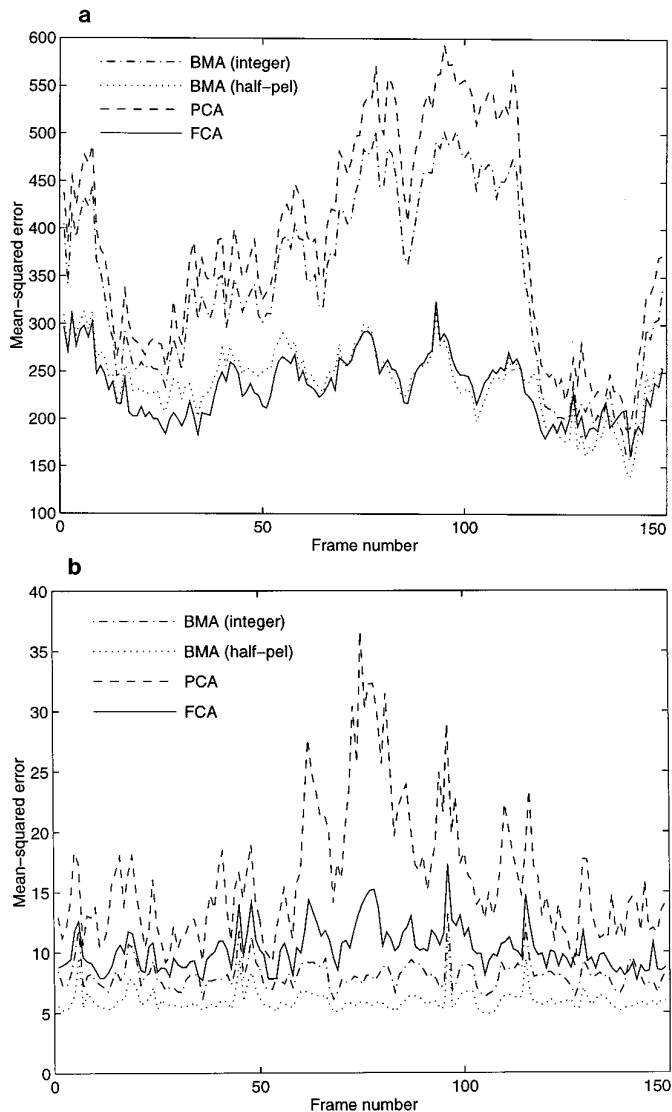 a
600
550
500
450
400
350
300
250
200
150
100
Mean-squared error
BMA (integer)
BMA (half-pel)
PCA
FCA
0
50
100
150
Frame number
b
40
35
30
25
20
15
10
5
0
Mean-squared error
BMA (integer)
BMA (half-pel)
PCA
FCA
0
50
100
150
Frame number